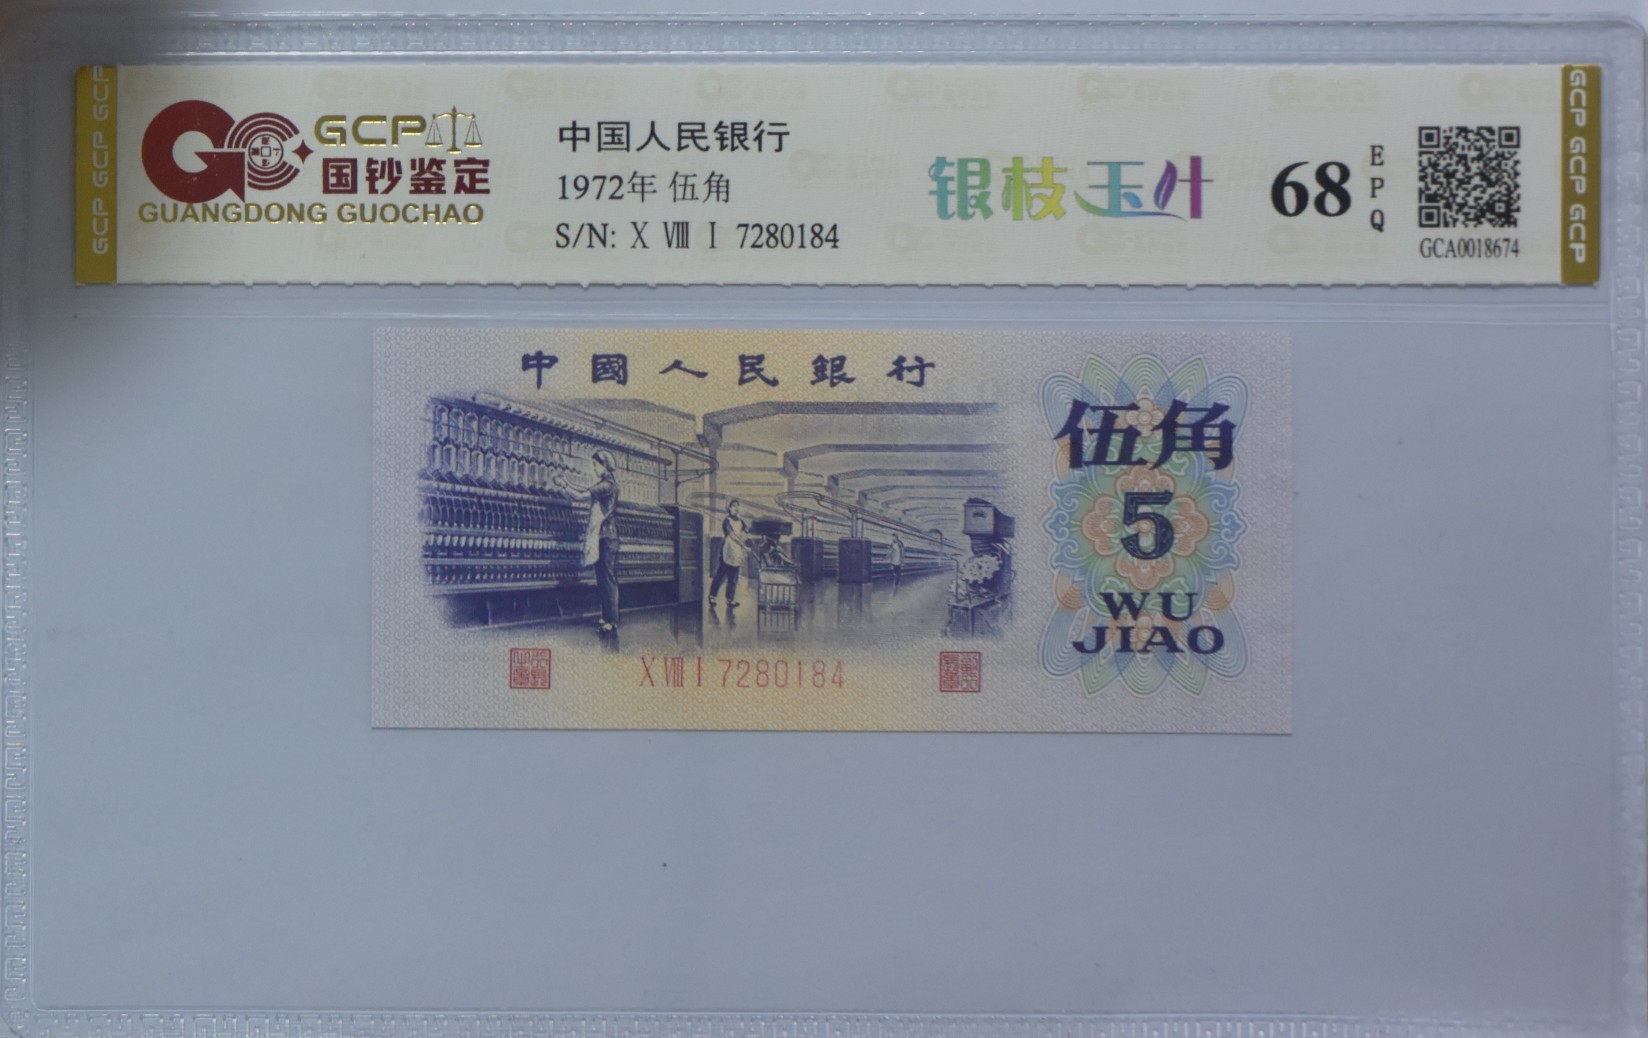 GCP GCP GCP
GCP
国钞鉴定
GUANGDONG GUOCHAO
中国人民银行
1972年 伍角
S/N: X Ⅷ Ⅰ 7280184
银枝玉叶
68
EPQ
GCA0018674
GCP GCP GCP
中國人民銀行
伍角
5
WU
JIAO
X Ⅷ Ⅰ 7280184